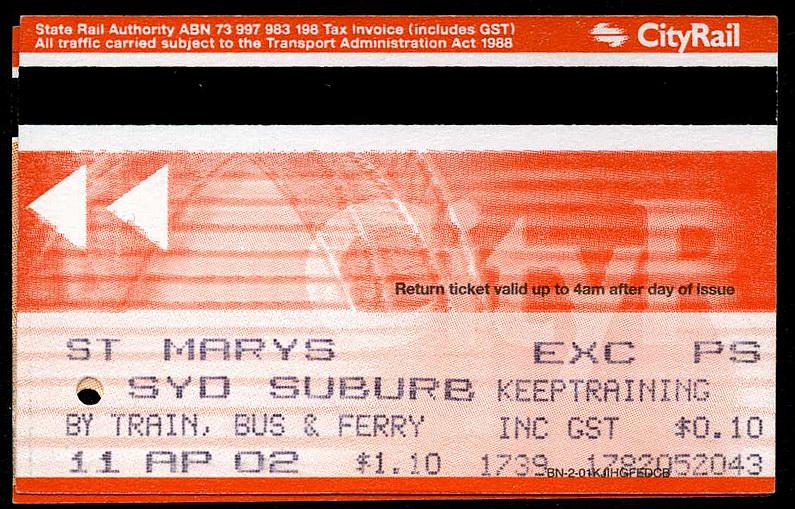 State Rail Authority ABN 73 997 983 198 Tax Invoice (includes GST)
All traffic carried subject to the Transport Administration Act 1988
CityRail
CityR
Return ticket valid up to 4am after day of issue
ST MARYS EXC PS
SYD SUBURB KEEPTRAINING
BY TRAIN, BUS & FERRY INC GST $0.10
11 AP 02 $1.10 1739 1793052043
BN-2-01KJIHGFEDCB